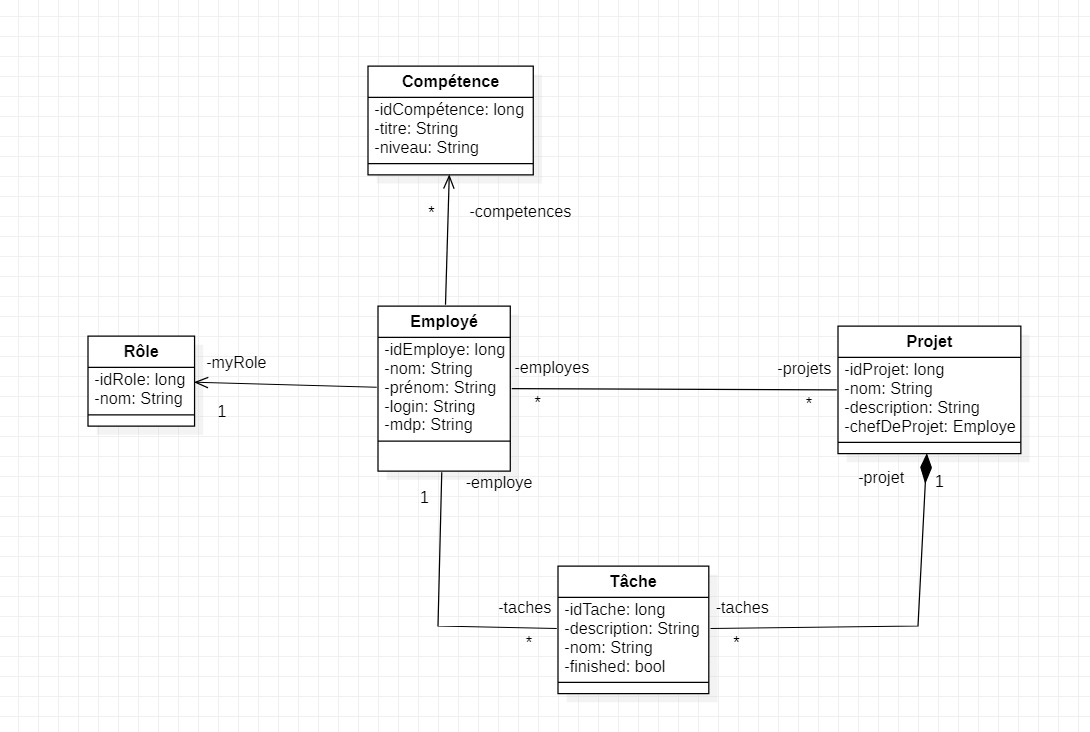 Compétence
-idCompétence: long
-titre: String
-niveau: String
*
-competences
Employé
-idEmploye: long
-nom: String
-prénom: String
-login: String
-mdp: String
Rôle
-idRole: long
-nom: String
-myRole
1
-employes
*
-projets
*
Projet
-idProjet: long
-nom: String
-description: String
-chefDeProjet: Employe
-employe
1
-projet
1
Tâche
-idTache: long
-description: String
-nom: String
-finished: bool
-taches
*
-taches
*